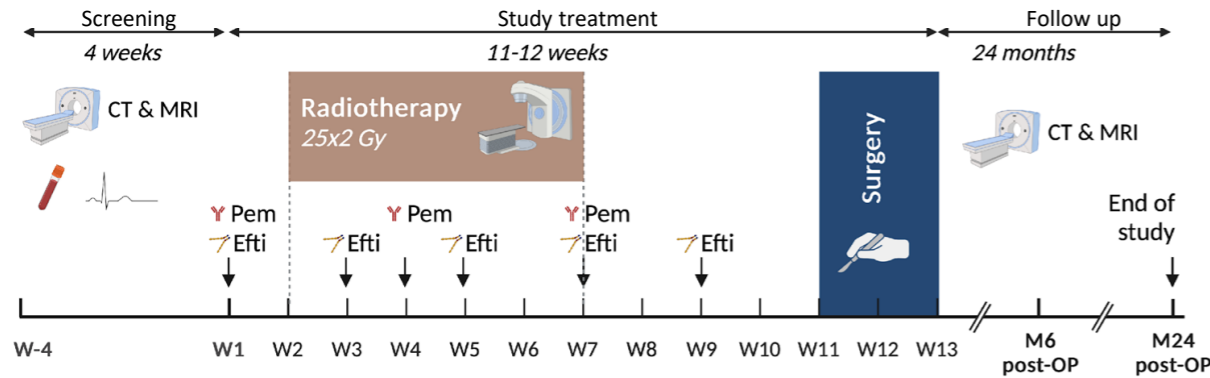 Screening
Study treatment
Follow up
4 weeks
11-12 weeks
24 months
CT & MRI
Radiotherapy
25x2 Gy
Surgery
CT & MRI
Pem
Pem
Pem
Efti
Efti
Efti
Efti
Efti
End of
study
W-4
W1
W2
W3
W4
W5
W6
W7
W8
W9
W10
W11
W12
W13
M6
post-OP
M24
post-OP